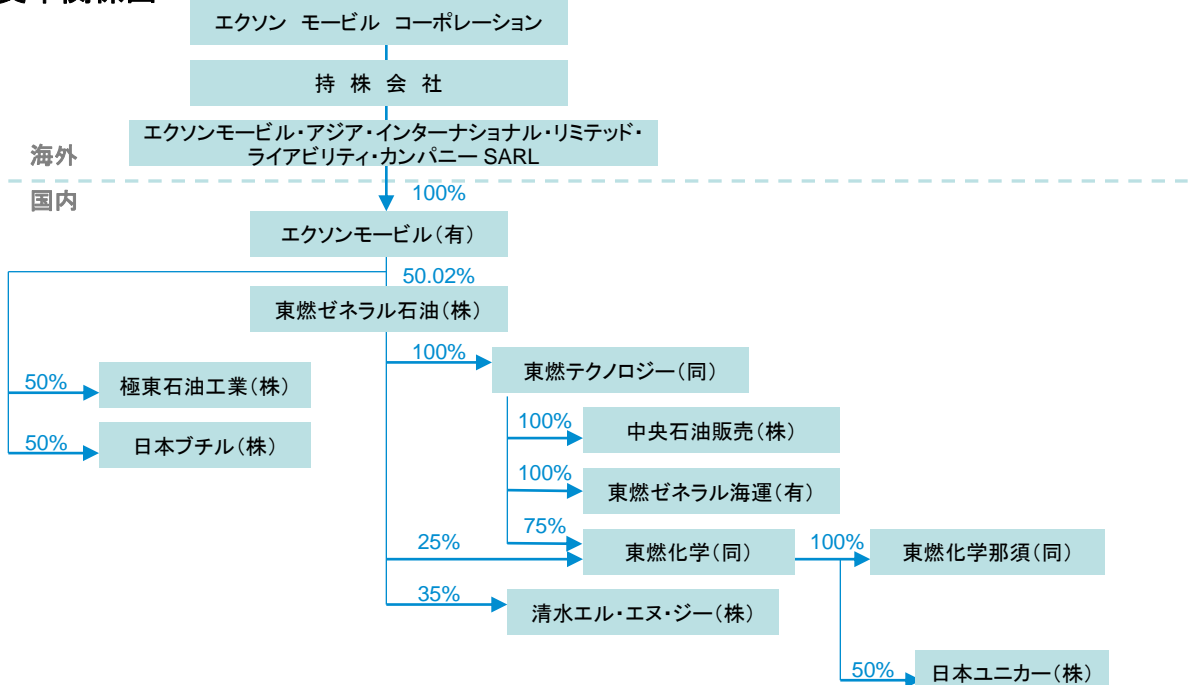 エクソン モービル コーポレーション
持 株 会 社
エクソンモービル・アジア・インターナショナル・リミテッド・
ライアビリティ・カンパニー SARL
海外
国内
100%
エクソンモービル(有)
50.02%
東燃ゼネラル石油(株)
100%
東燃テクノロジー(同)
50%
極東石油工業(株)
100%
中央石油販売(株)
50%
日本ブチル(株)
100%
東燃ゼネラル海運(有)
75%
25%
東燃化学(同)
100%
東燃化学那須(同)
35%
清水エル・エヌ・ジー(株)
50%
日本ユニカー(株)